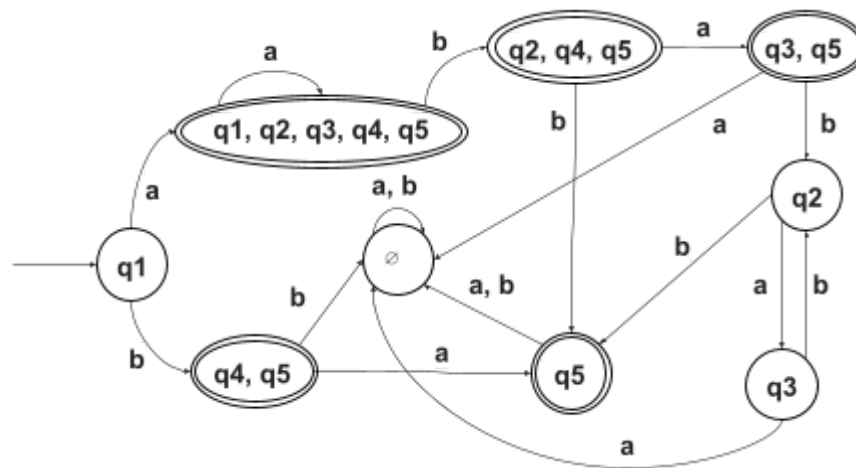 a
b
q2, q4, q5
a
q3, q5
q1, q2, q3, q4, q5
b
a
b
a
a, b
q2
q1
∅
b
b
a, b
a
b
b
q4, q5
a
q5
q3
a